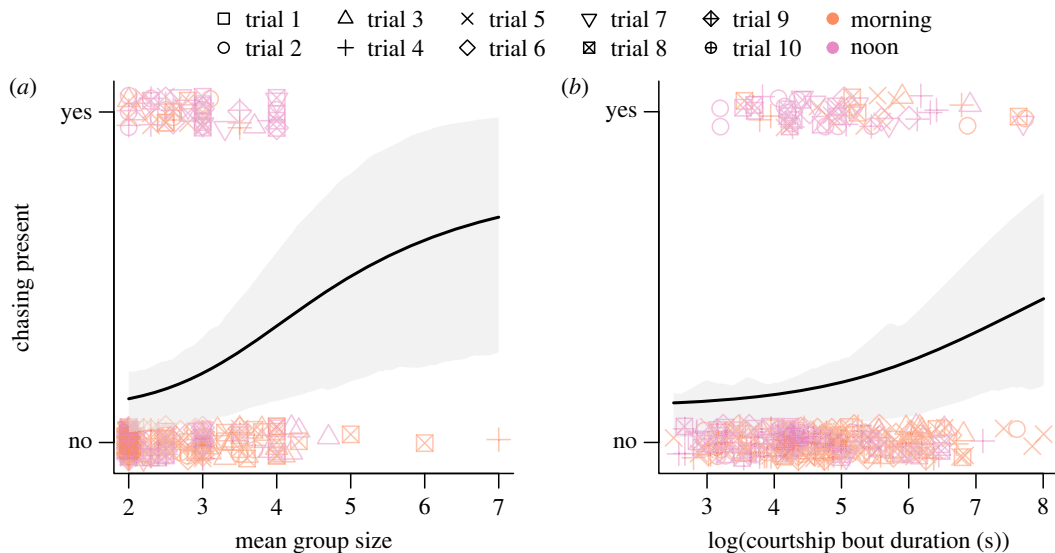 trial 1 trial 3 trial 5 trial 7 trial 9 morning
trial 2 trial 4 trial 6 trial 8 trial 10 noon
(a) (b)
yes yes
chasing present
no no
2 3 4 5 6 7 3 4 5 6 7 8
mean group size log(courtship bout duration (s))